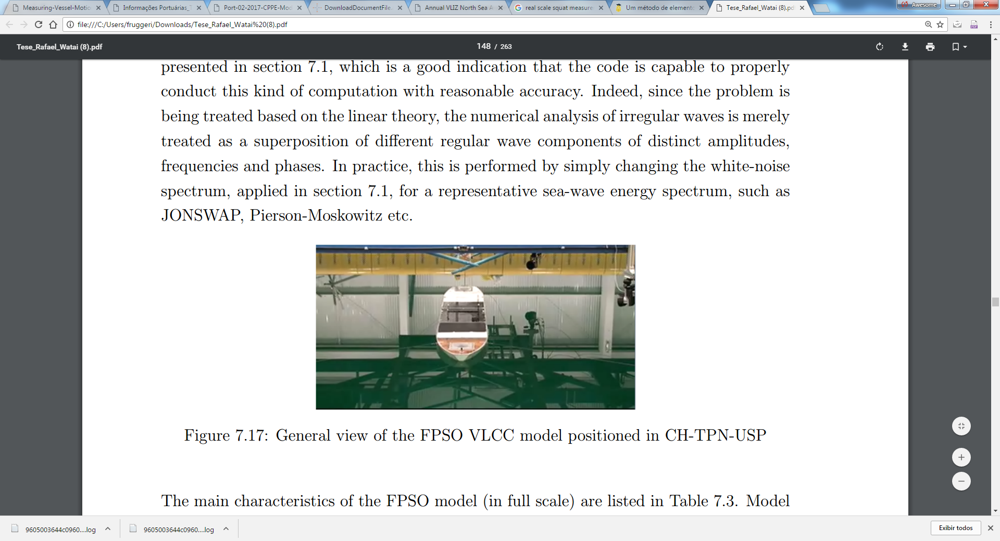 Measuring-Vessel-Motio
Informações Portuárias_T
Port-02-2017-CPPE-Mod
DownloadDocumentFile.
Annual VLIZ North Sea A
real scale squat measure
Um método de elemento
Tese_Rafael_Watai (8).pd
Awesome
file:///C:/Users/fruggeri/Downloads/Tese_Rafael_Watai%20(8).pdf
Tese_Rafael_Watai (8).pdf
148 / 263
presented in section 7.1, which is a good indication that the code is capable to properly
conduct this kind of computation with reasonable accuracy. Indeed, since the problem is
being treated based on the linear theory, the numerical analysis of irregular waves is merely
treated as a superposition of different regular wave components of distinct amplitudes,
frequencies and phases. In practice, this is performed by simply changing the white-noise
spectrum, applied in section 7.1, for a representative sea-wave energy spectrum, such as
JONSWAP, Pierson-Moskowitz etc.
Figure 7.17: General view of the FPSO VLCC model positioned in CH-TPN-USP
The main characteristics of the FPSO model (in full scale) are listed in Table 7.3. Model
9605003644c0960....log
9605003644c0960....log
Exibir todos